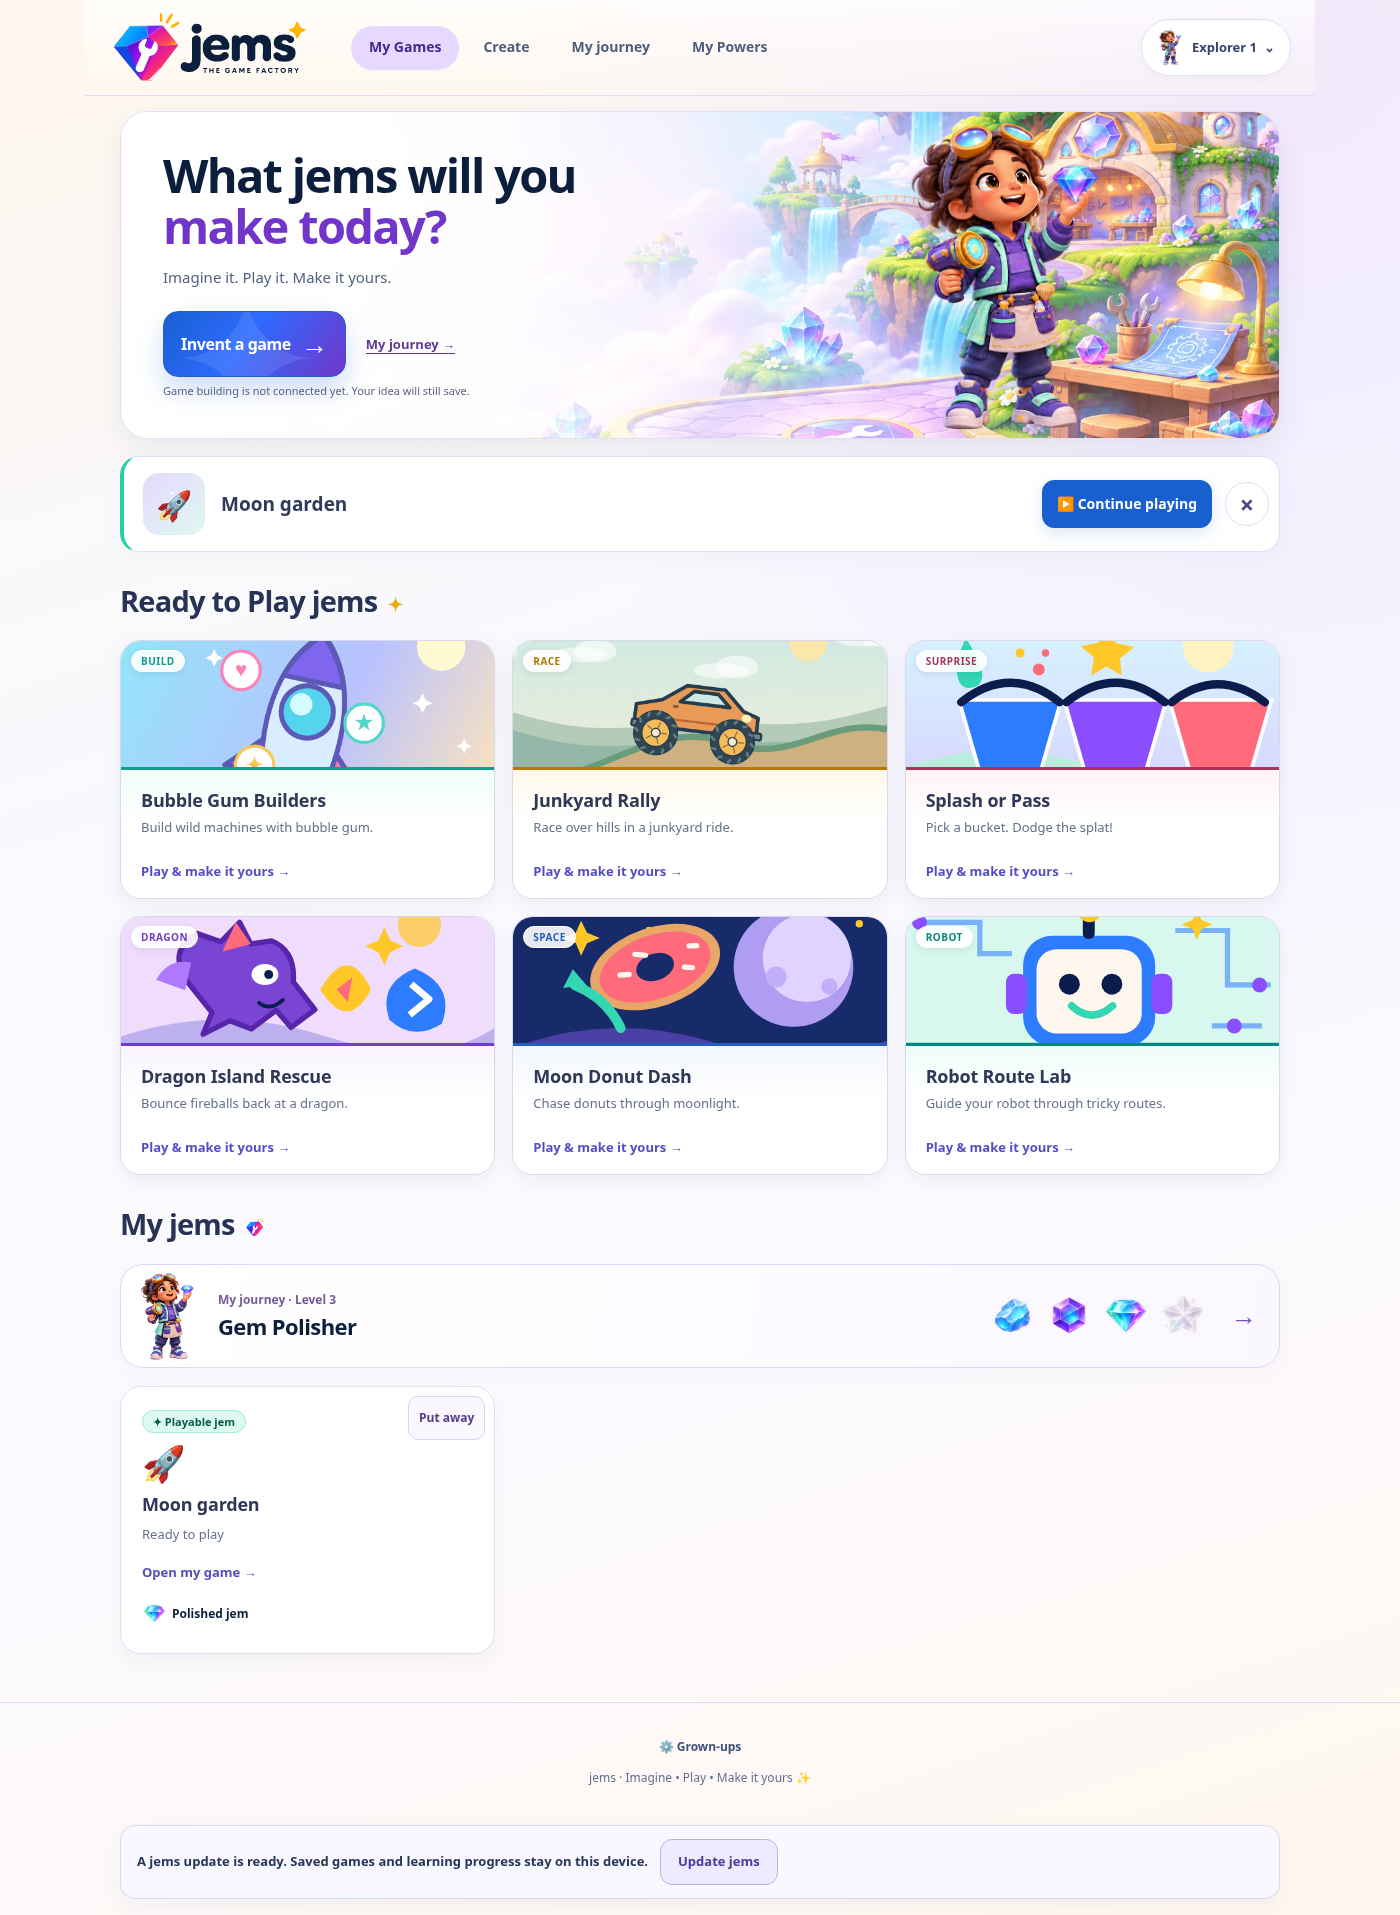 jems
THE GAME FACTORY
My Games
Create
My journey
My Powers
Explorer 1
What jems will you
make today?
Imagine it. Play it. Make it yours.
Invent a game →
My journey →
Game building is not connected yet. Your idea will still save.
Moon garden
Continue playing
×
Ready to Play jems
BUILD
Bubble Gum Builders
Build wild machines with bubble gum.
Play & make it yours →
RACE
Junkyard Rally
Race over hills in a junkyard ride.
Play & make it yours →
SURPRISE
Splash or Pass
Pick a bucket. Dodge the splat!
Play & make it yours →
DRAGON
Dragon Island Rescue
Bounce fireballs back at a dragon.
Play & make it yours →
SPACE
Moon Donut Dash
Chase donuts through moonlight.
Play & make it yours →
ROBOT
Robot Route Lab
Guide your robot through tricky routes.
Play & make it yours →
My jems
My journey · Level 3
Gem Polisher
→
✦ Playable jem
Put away
Moon garden
Ready to play
Open my game →
Polished jem
⚙️ Grown-ups
jems · Imagine • Play • Make it yours ✨
A jems update is ready. Saved games and learning progress stay on this device.
Update jems